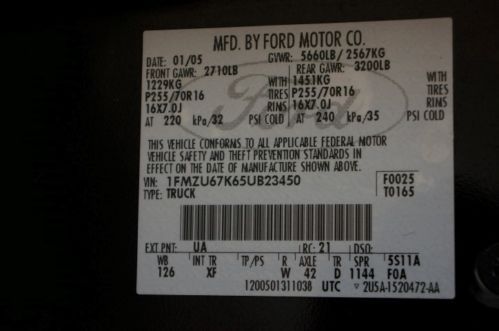 MFD. BY FORD MOTOR CO.
DATE: 01/05 GVWR: 5660LB/ 2567KG
FRONT GAWR: 2710LB REAR GAWR: 3200LB
1229KG WITH 1451KG WITH
P255/70R16 TIRES P255/70R16 TIRES
16X7.0J RIMS 16X7.0J RIMS
AT 220 kPa/32 PSI COLD AT 240 kPa/35 PSI COLD
Ford
THIS VEHICLE CONFORMS TO ALL APPLICABLE FEDERAL MOTOR
VEHICLE SAFETY AND THEFT PREVENTION STANDARDS IN
EFFECT ON THE DATE OF MANUFACTURE SHOWN ABOVE.
VIN: 1FMZU67K65UB23450 F0025
TYPE: TRUCK T0165
EXT PNT: UA RC: 21 DSO:
WB INT TR TP/PS R AXLE TR SPR 5S11A
126 XF W 42 D 1144 F0A
1200501311038 UTC 2U5A-1520472-AA